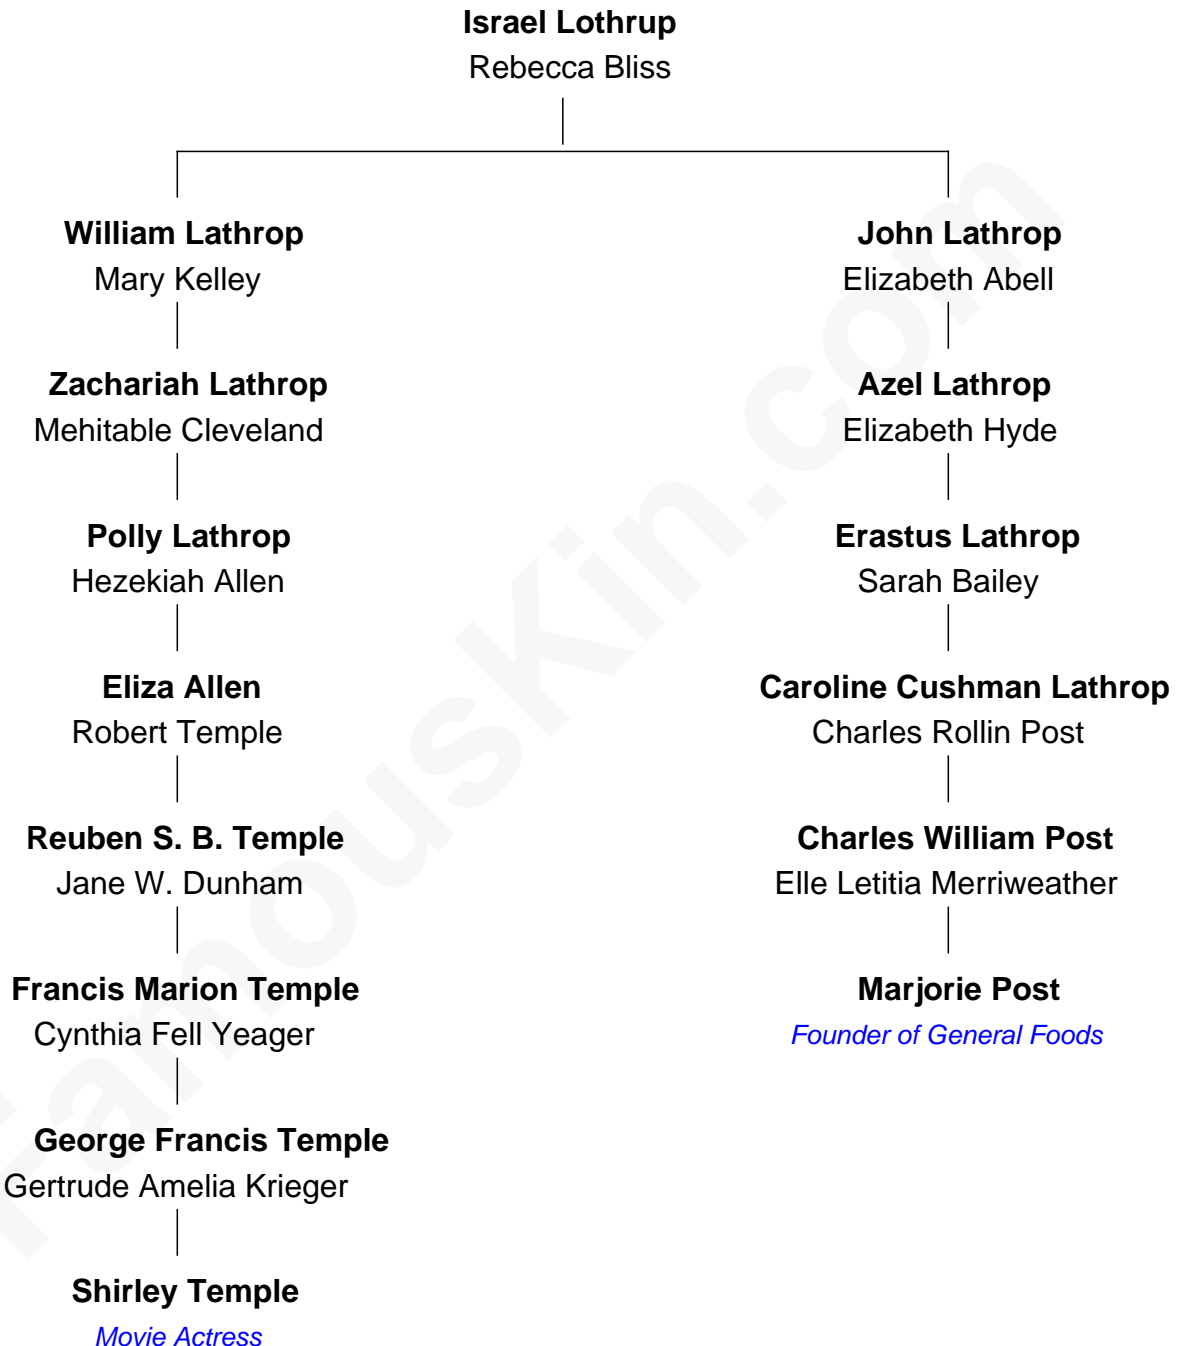 Israel Lothrup
Rebecca Bliss
William Lathrop
Mary Kelley
Zachariah Lathrop
Mehitable Cleveland
Polly Lathrop
Hezekiah Allen
Eliza Allen
Robert Temple
Reuben S. B. Temple
Jane W. Dunham
Francis Marion Temple
Cynthia Fell Yeager
George Francis Temple
Gertrude Amelia Krieger
Shirley Temple
Movie Actress
John Lathrop
Elizabeth Abell
Azel Lathrop
Elizabeth Hyde
Erastus Lathrop
Sarah Bailey
Caroline Cushman Lathrop
Charles Rollin Post
Charles William Post
Elle Letitia Merriweather
Marjorie Post
Founder of General Foods
FamousKin.com